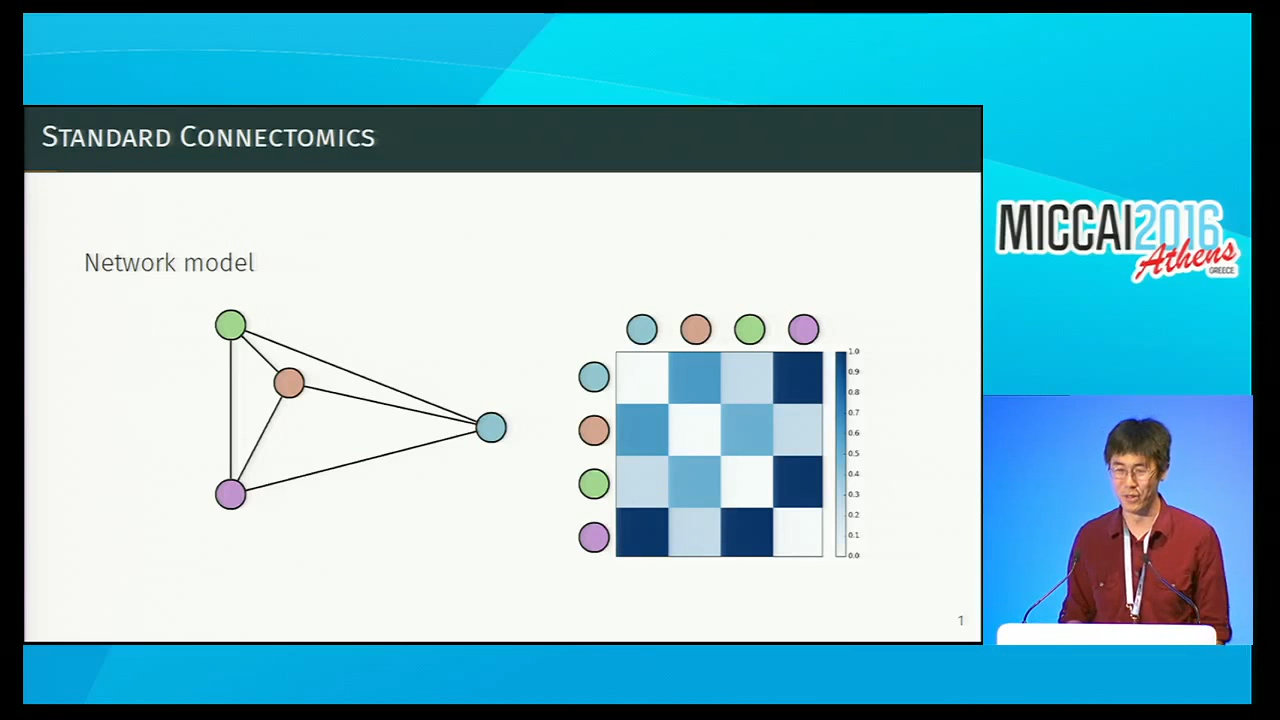 STANDARD CONNECTOMICS
Network model
1.0
0.9
0.8
0.7
0.6
0.5
0.4
0.3
0.2
0.1
0.0
1
MICCAI2016
Athens
GREECE